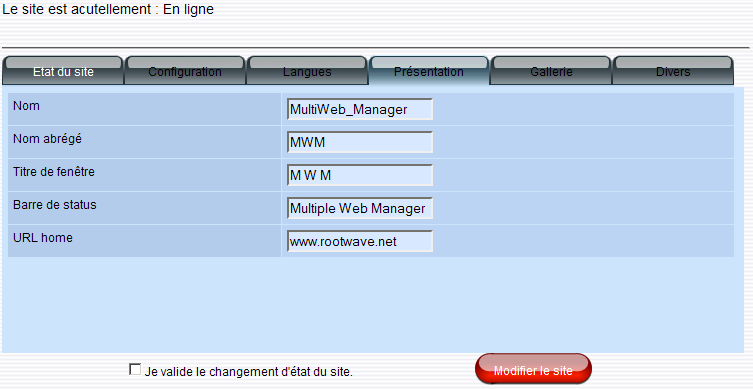 Le site est acutellement : En ligne
Etat du site Configuration Langues Présentation Gallerie Divers
Nom MultiWeb_Manager
Nom abrégé MWM
Titre de fenêtre M W M
Barre de status Multiple Web Manager
URL home www.rootwave.net
Je valide le changement d'état du site. Modifier le site